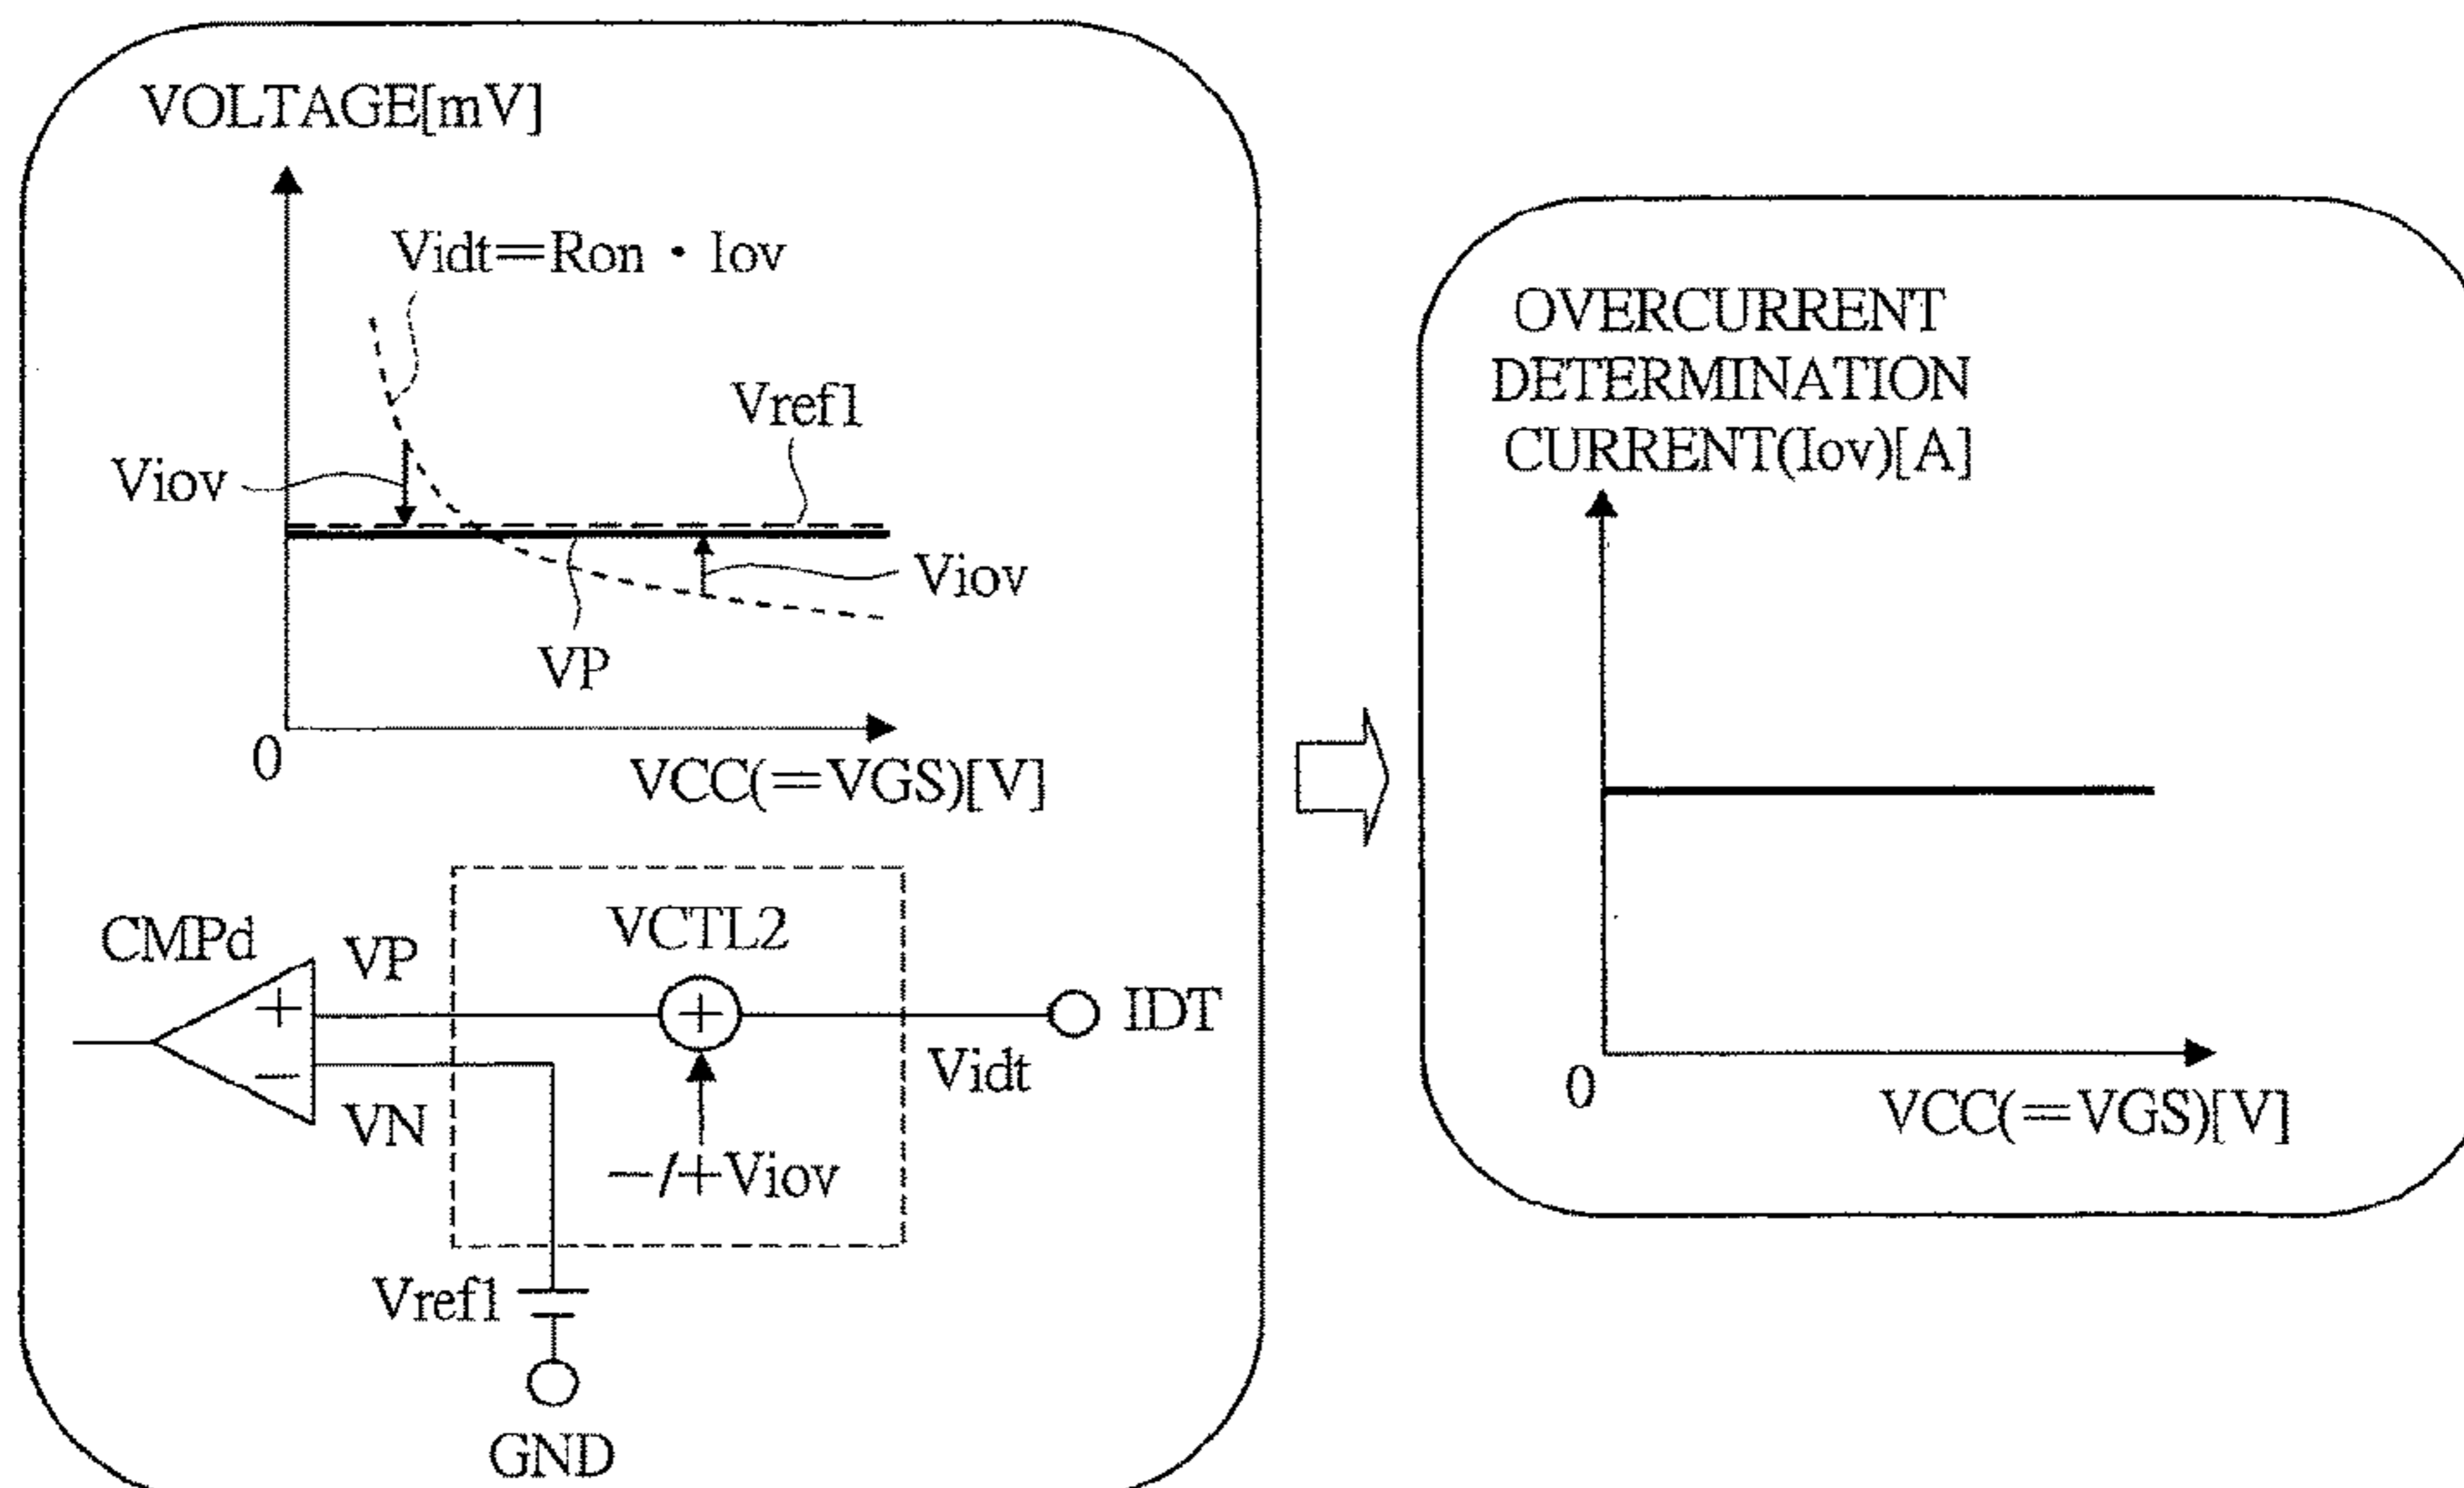 VOLTAGE[mV]
Vidt=Ron・Iov
Vref1
Viov
Viov
VP
0
VCC(=VGS)[V]
CMPd
VP
VCTL2
+
+
IDT
−
VN
Vidt
−/+Viov
Vref1
GND
OVERCURRENT
DETERMINATION
CURRENT(Iov)[A]
0
VCC(=VGS)[V]